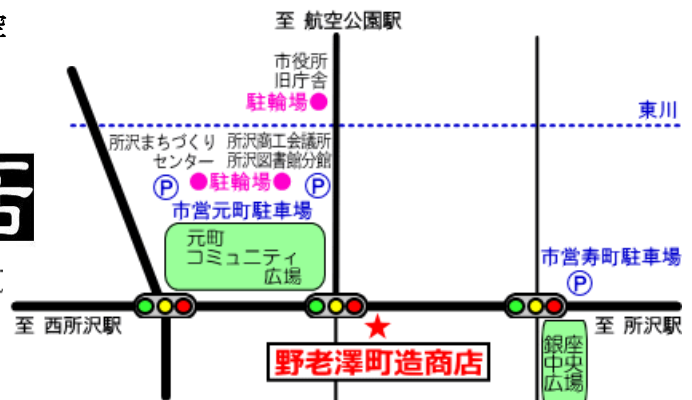 至 航空公園駅
市役所
旧庁舎
駐輪場
東川
所沢まちづくり
センター
所沢商工会議所
所沢図書館分館
P
駐輪場
P
市営元町駐車場
元町
コミュニティ
広場
市営寿町駐車場
P
至 西所沢駅
至 所沢駅
野老澤町造商店
銀座
中央
広場